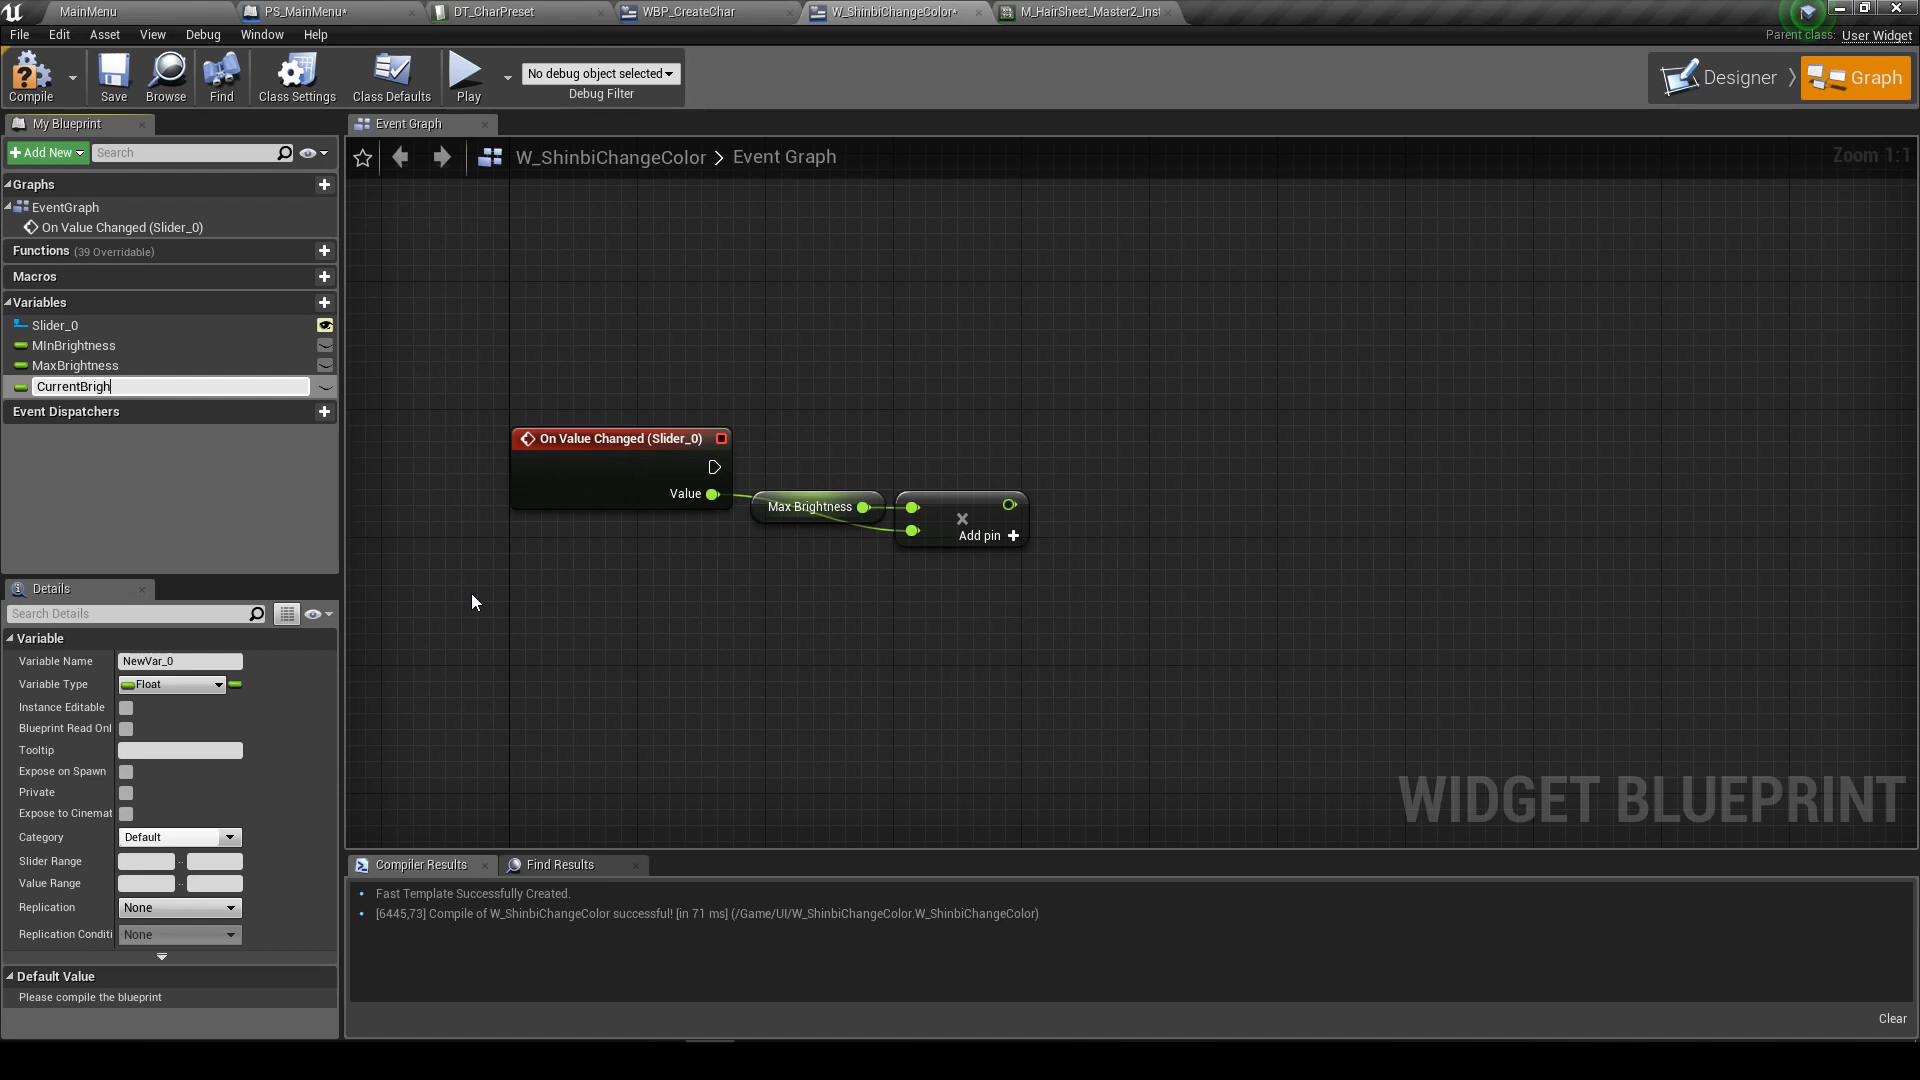 MainMenu
PS_MainMenu*
DT_CharPreset
WBP_CreateChar
W_ShinbiChangeColor*
M_HairSheet_Master2_Inst
File Edit Asset View Debug Window Help
Parent class: User Widget
Compile
Save
Browse
Find
Class Settings
Class Defaults
Play
No debug object selected
Debug Filter
Designer
Graph
My Blueprint
Add New
Search
Graphs
EventGraph
On Value Changed (Slider_0)
Functions (39 Overridable)
Macros
Variables
Slider_0
MInBrightness
MaxBrightness
CurrentBrigh
Event Dispatchers
Details
Search Details
Variable
Variable Name NewVar_0
Variable Type Float
Instance Editable
Blueprint Read Onl
Tooltip
Expose on Spawn
Private
Expose to Cinemat
Category Default
Slider Range
Value Range
Replication None
Replication Conditi None
Default Value
Please compile the blueprint
Event Graph
W_ShinbiChangeColor > Event Graph
Zoom 1:1
On Value Changed (Slider_0)
Value
Max Brightness
Add pin
WIDGET BLUEPRINT
Compiler Results
Find Results
Fast Template Successfully Created.
[6445,73] Compile of W_ShinbiChangeColor successful! [in 71 ms] (/Game/UI/W_ShinbiChangeColor.W_ShinbiChangeColor)
Clear